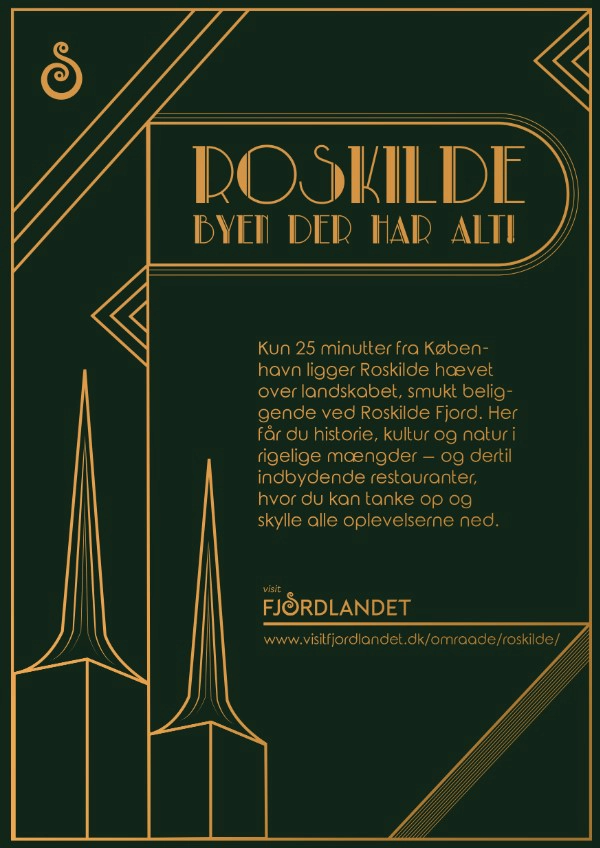 ROSKILDE
BYEN DER HAR ALT!
Kun 25 minutter fra Køben-
havn ligger Roskilde hævet
over landskabet, smukt belig-
gende ved Roskilde Fjord. Her
får du historie, kultur og natur i
rigelige mængder – og dertil
indbydende restauranter,
hvor du kan tanke op og
skylle alle oplevelserne ned.
visit
FJORDLANDET
www.visitfjordlandet.dk/omraade/roskilde/